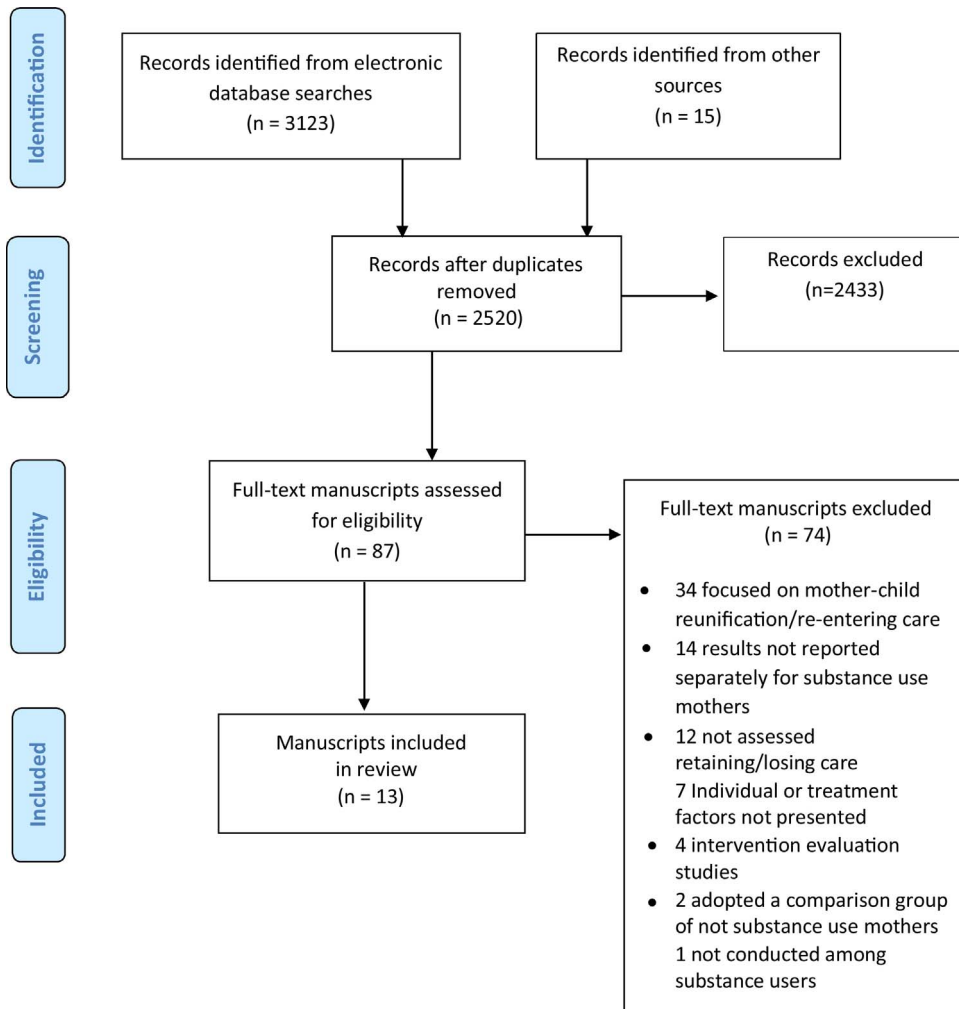 Identification
Records identified from electronic
database searches
(n = 3123)
Records identified from other
sources
(n = 15)
Screening
Records after duplicates
removed
(n = 2520)
Records excluded
(n=2433)
Eligibility
Full-text manuscripts assessed
for eligibility
(n = 87)
Full-text manuscripts excluded
(n = 74)
• 34 focused on mother-child
reunification/re-entering care
• 14 results not reported
separately for substance use
mothers
• 12 not assessed
retaining/losing care
7 Individual or treatment
factors not presented
• 4 intervention evaluation
studies
• 2 adopted a comparison group
of not substance use mothers
1 not conducted among
substance users
Included
Manuscripts included
in review
(n = 13)